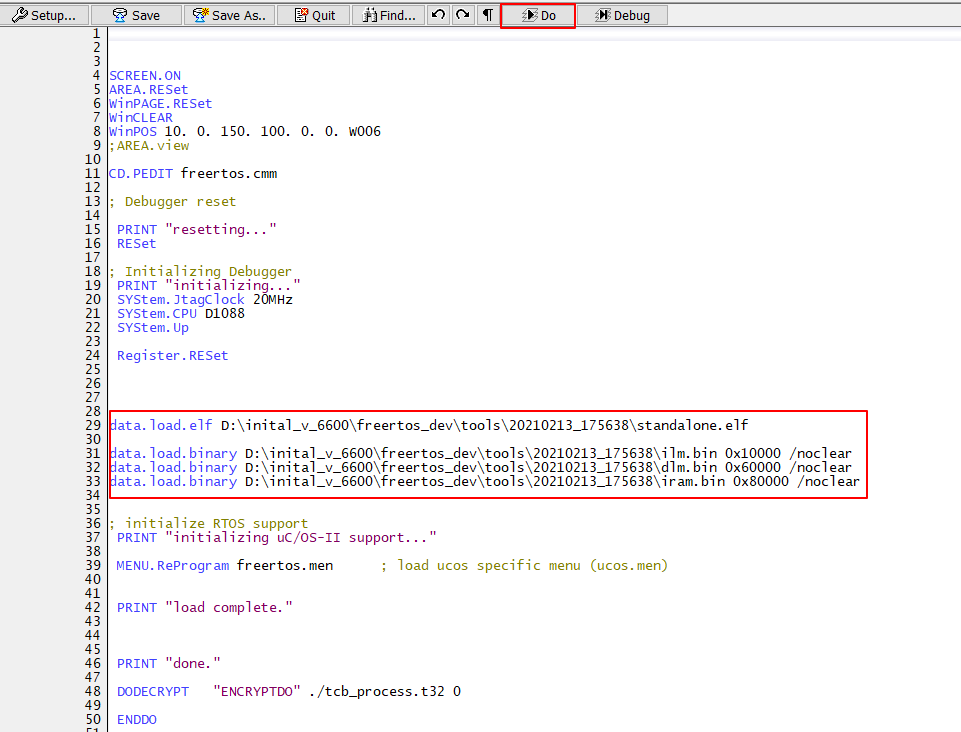 Setup... Save Save As.. Quit Find... ¶ Do Debug
1
2
3
4 SCREEN.ON
5 AREA.RESet
6 WinPAGE.RESet
7 WinCLEAR
8 WinPOS 10. 0. 150. 100. 0. 0. W006
9 ;AREA.view
10
11 CD.PEDIT freertos.cmm
12
13 ; Debugger reset
14
15 PRINT "resetting..."
16 RESet
17
18 ; Initializing Debugger
19 PRINT "initializing..."
20 SYStem.JtagClock 20MHz
21 SYStem.CPU D1088
22 SYStem.Up
23
24 Register.RESet
25
26
27
28
29 data.load.elf D:\inital_v_6600\freertos_dev\tools\20210213_175638\standalone.elf
30
31 data.load.binary D:\inital_v_6600\freertos_dev\tools\20210213_175638\ilm.bin 0x10000 /noclear
32 data.load.binary D:\inital_v_6600\freertos_dev\tools\20210213_175638\dlm.bin 0x60000 /noclear
33 data.load.binary D:\inital_v_6600\freertos_dev\tools\20210213_175638\iram.bin 0x80000 /noclear
34
35
36 ; initialize RTOS support
37 PRINT "initializing uC/OS-II support..."
38
39 MENU.ReProgram freertos.men ; load ucos specific menu (ucos.men)
40
41
42 PRINT "load complete."
43
44
45
46 PRINT "done."
47
48 DODECRYPT "ENCRYPTDO" ./tcb_process.t32 0
49
50 ENDDO
51